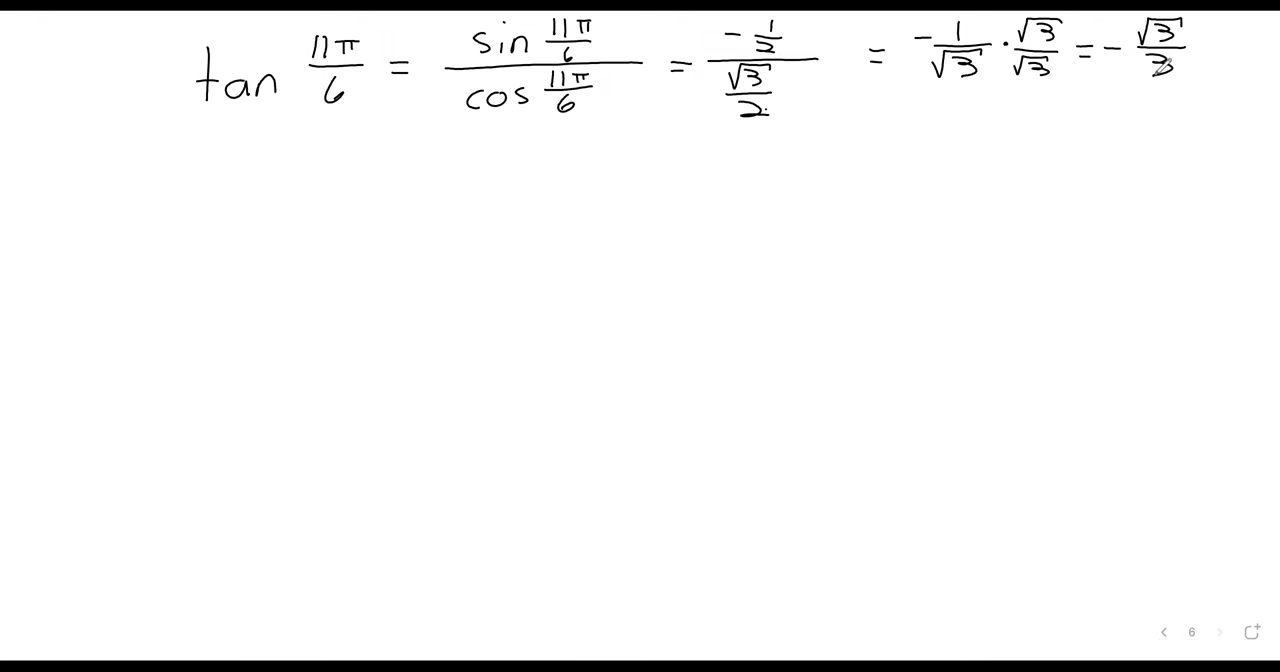 tan 11π/6 = (sin 11π/6)/(cos 11π/6) = (-1/2)/(√3/2) = -1/√3 · √3/√3 = -√3/3
6